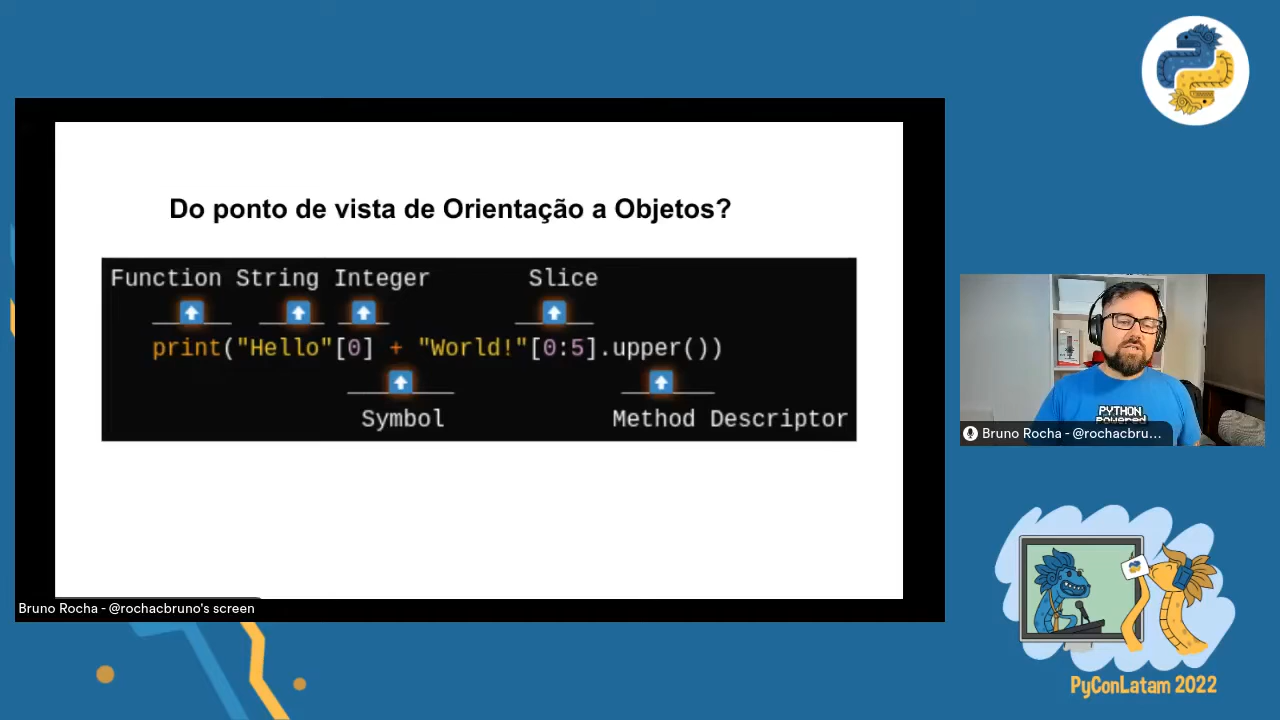 Do ponto de vista de Orientação a Objetos?
Function String Integer Slice
print("Hello"[0] + "World!"[0:5].upper())
Symbol Method Descriptor
Bruno Rocha - @rochacbruno's screen
PYTHON
Powered
Bruno Rocha - @rochacbru...
PyConLatam 2022